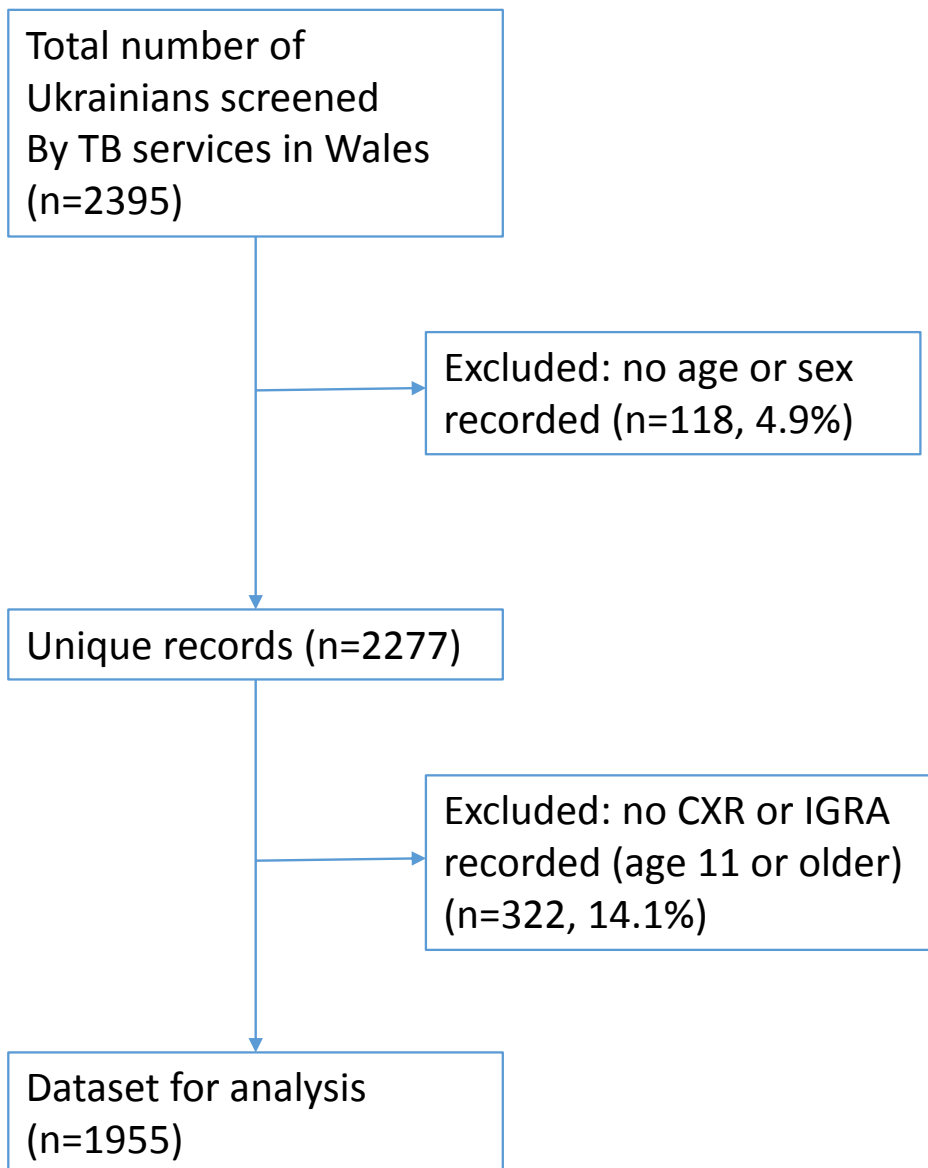 Total number of
Ukrainians screened
By TB services in Wales
(n=2395)
Excluded: no age or sex
recorded (n=118, 4.9%)
Unique records (n=2277)
Excluded: no CXR or IGRA
recorded (age 11 or older)
(n=322, 14.1%)
Dataset for analysis
(n=1955)